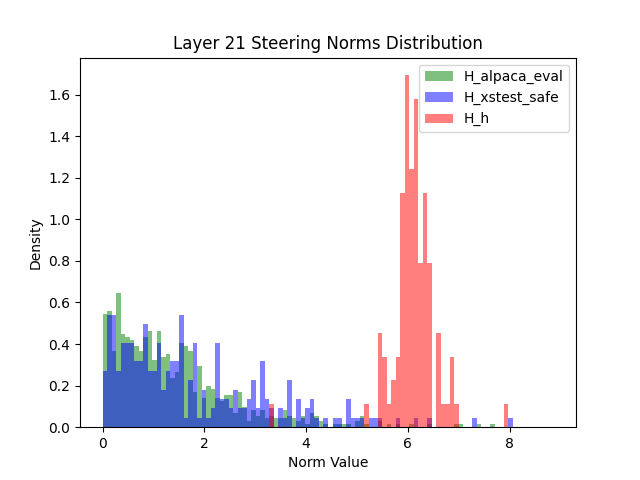 Layer 21 Steering Norms Distribution
H_alpaca_eval
H_xstest_safe
H_h
Density
1.6
1.4
1.2
1.0
0.8
0.6
0.4
0.2
0.0
0
2
4
6
8
Norm Value